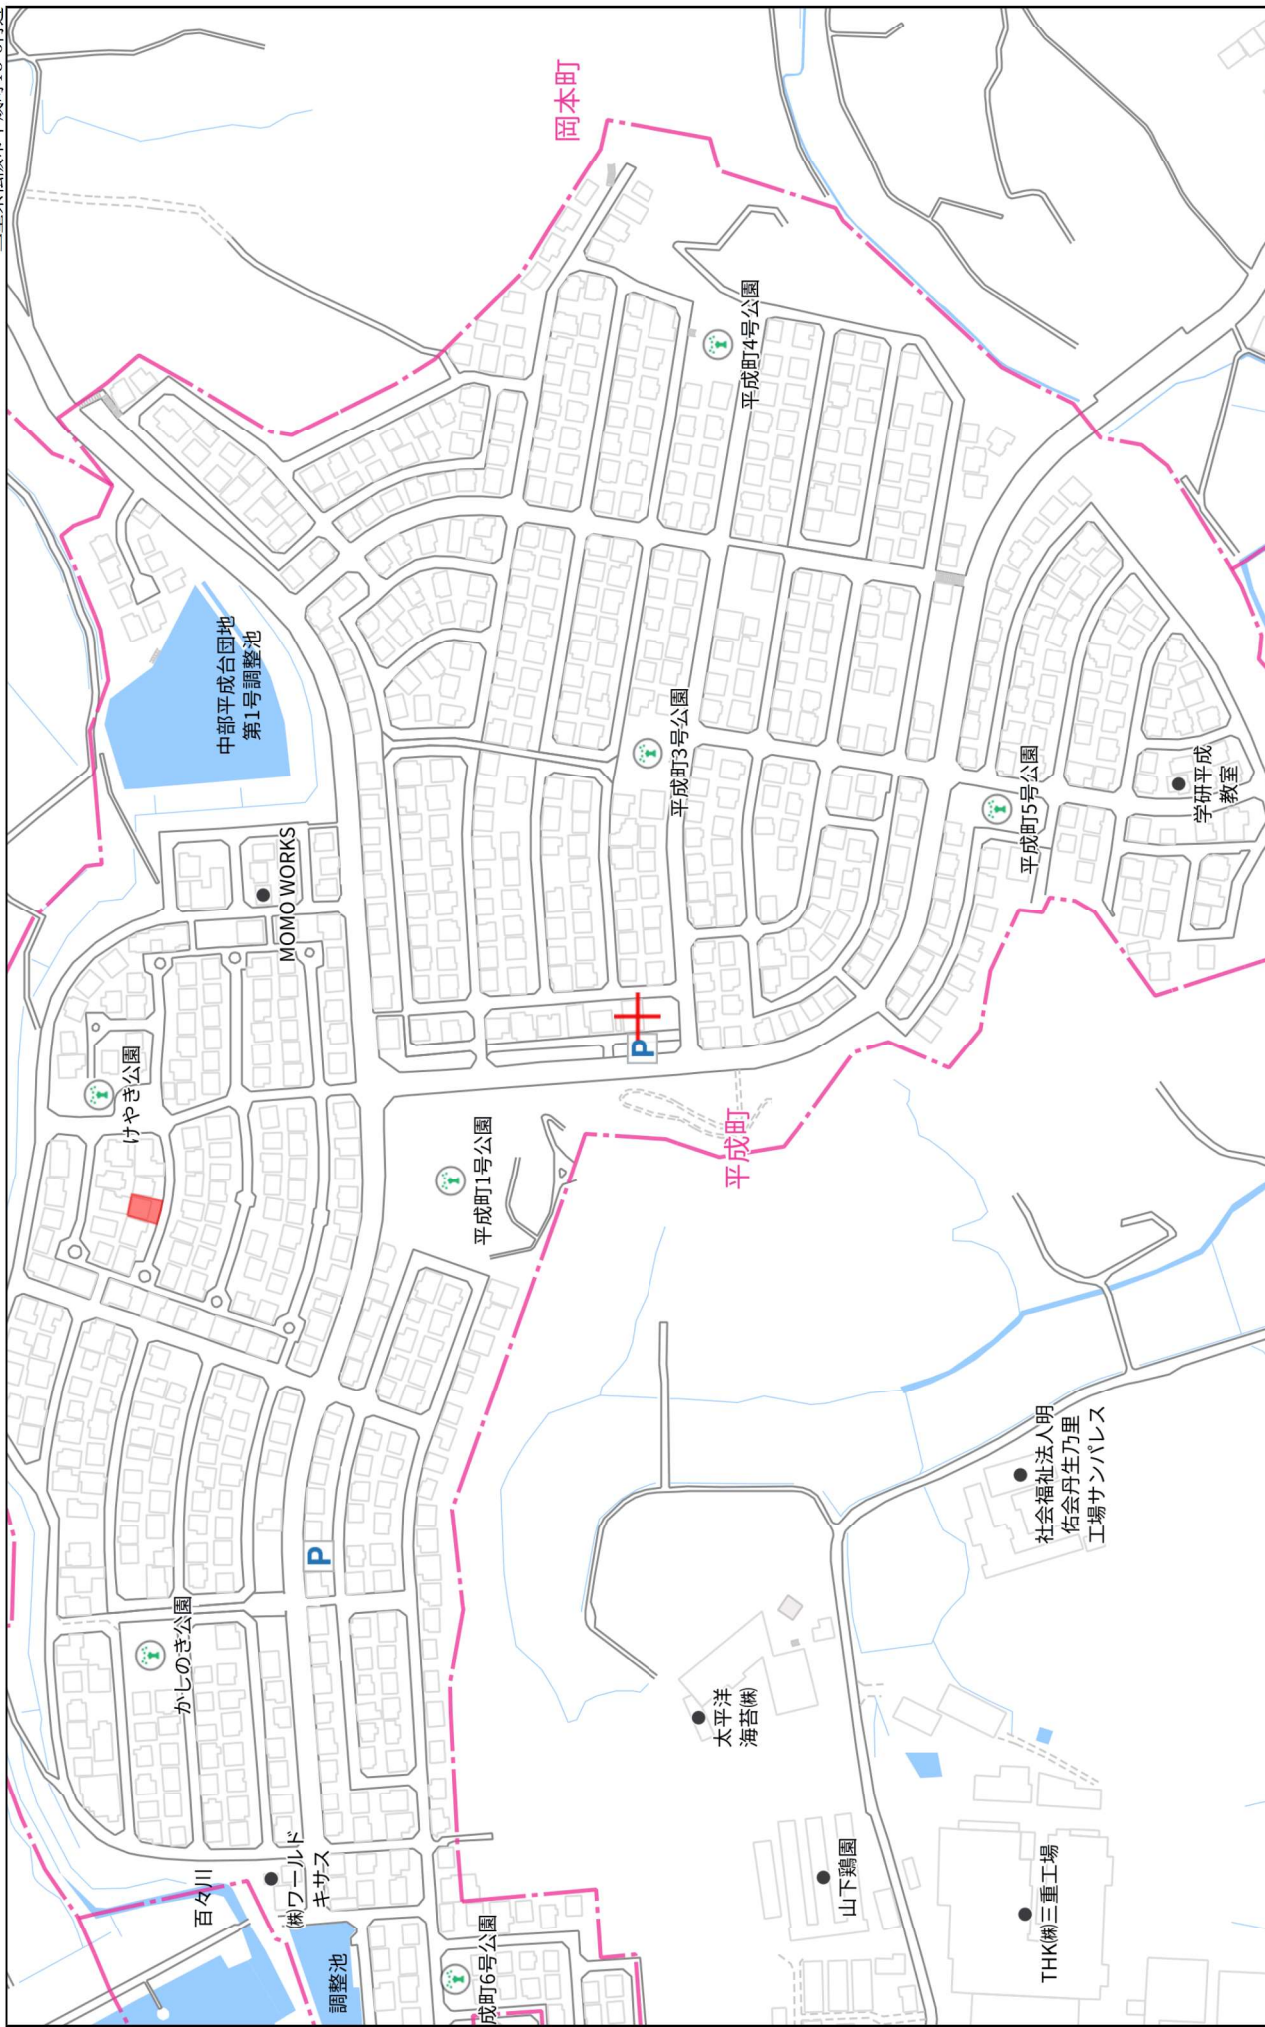 岡本町
平成町4号公園
中部平成台団地
第1号調整池
平成町3号公園
平成町5号公園
学研平成
教室
MOMO WORKS
けやき公園
P
平成町1号公園
平成町
社会福祉法人明
佑会丹生乃里
工場サンパレス
P
かしのき公園
太平洋
海苔㈱
百々川
㈱ワールド
キサス
山下鶏園
THK㈱三重工場
調整池
成町6号公園